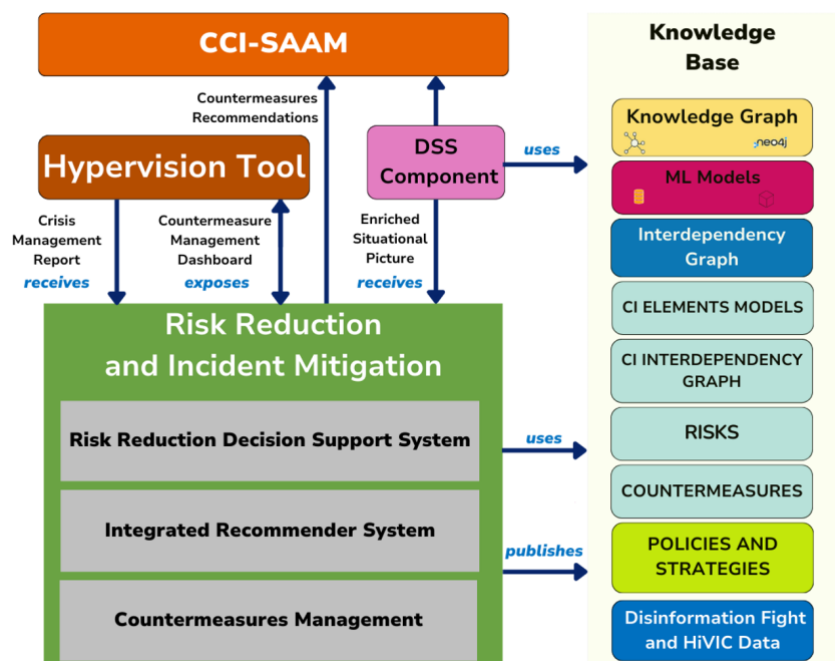 CCI-SAAM
Knowledge
Base
Countermeasures
Recommendations
Hypervision Tool
DSS
Component
uses
Knowledge Graph
neo4j
ML Models
Crisis
Management
Report
receives
Countermeasure
Management
Dashboard
exposes
Enriched
Situational
Picture
receives
Interdependency
Graph
CI ELEMENTS MODELS
CI INTERDEPENDENCY
GRAPH
RISKS
COUNTERMEASURES
POLICIES AND
STRATEGIES
Disinformation Fight
and HiVIC Data
Risk Reduction
and Incident Mitigation
Risk Reduction Decision Support System
uses
Integrated Recommender System
publishes
Countermeasures Management